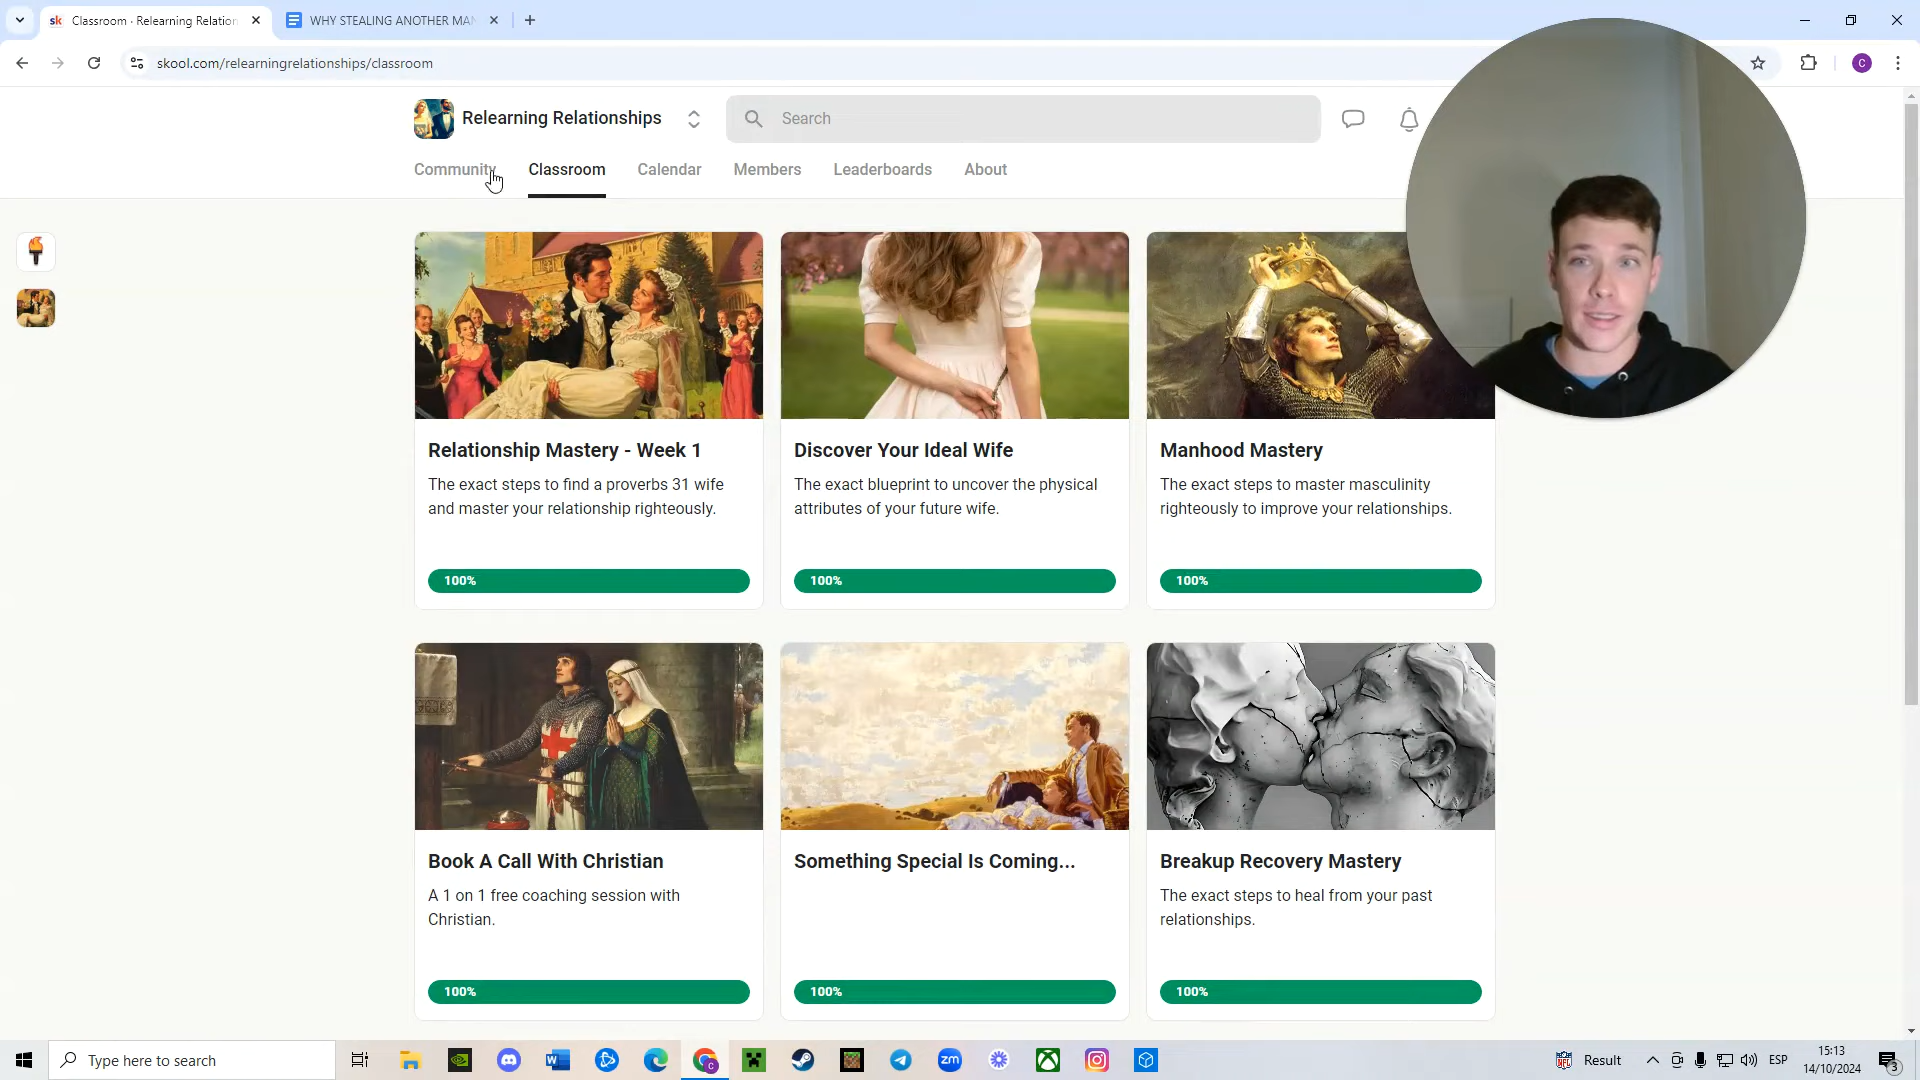 sk Classroom · Relearning Relation
WHY STEALING ANOTHER MAN
skool.com/relearningrelationships/classroom
C
Relearning Relationships
Search
Community
Classroom
Calendar
Members
Leaderboards
About
Relationship Mastery - Week 1
The exact steps to find a proverbs 31 wife
and master your relationship righteously.
100%
Discover Your Ideal Wife
The exact blueprint to uncover the physical
attributes of your future wife.
100%
Manhood Mastery
The exact steps to master masculinity
righteously to improve your relationships.
100%
Book A Call With Christian
A 1 on 1 free coaching session with
Christian.
100%
Something Special Is Coming...
100%
Breakup Recovery Mastery
The exact steps to heal from your past
relationships.
100%
Type here to search
zm
Result
ESP
15:13
14/10/2024
3